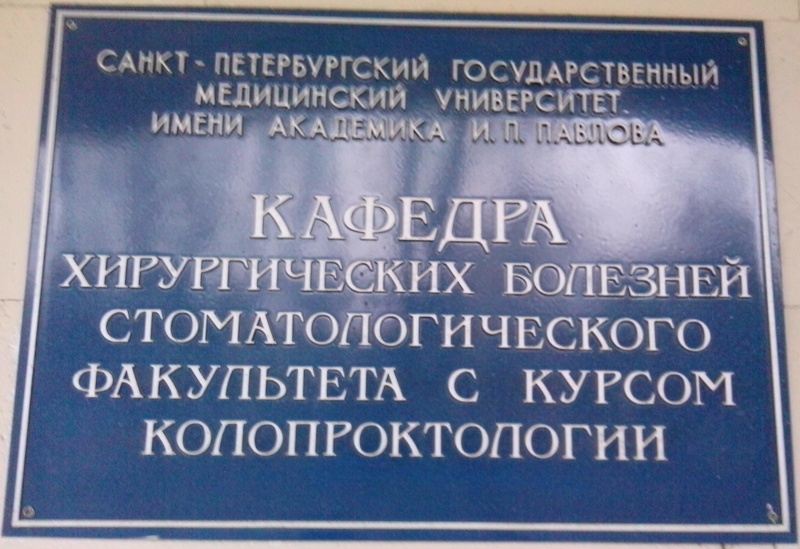 САНКТ - ПЕТЕРБУРГСКИЙ ГОСУДАРСТВЕННЫЙ
МЕДИЦИНСКИЙ УНИВЕРСИТЕТ
ИМЕНИ АКАДЕМИКА И. П. ПАВЛОВА
КАФЕДРА
ХИРУРГИЧЕСКИХ БОЛЕЗНЕЙ
СТОМАТОЛОГИЧЕСКОГО
ФАКУЛЬТЕТА С КУРСОМ
КОЛОПРОКТОЛОГИИ